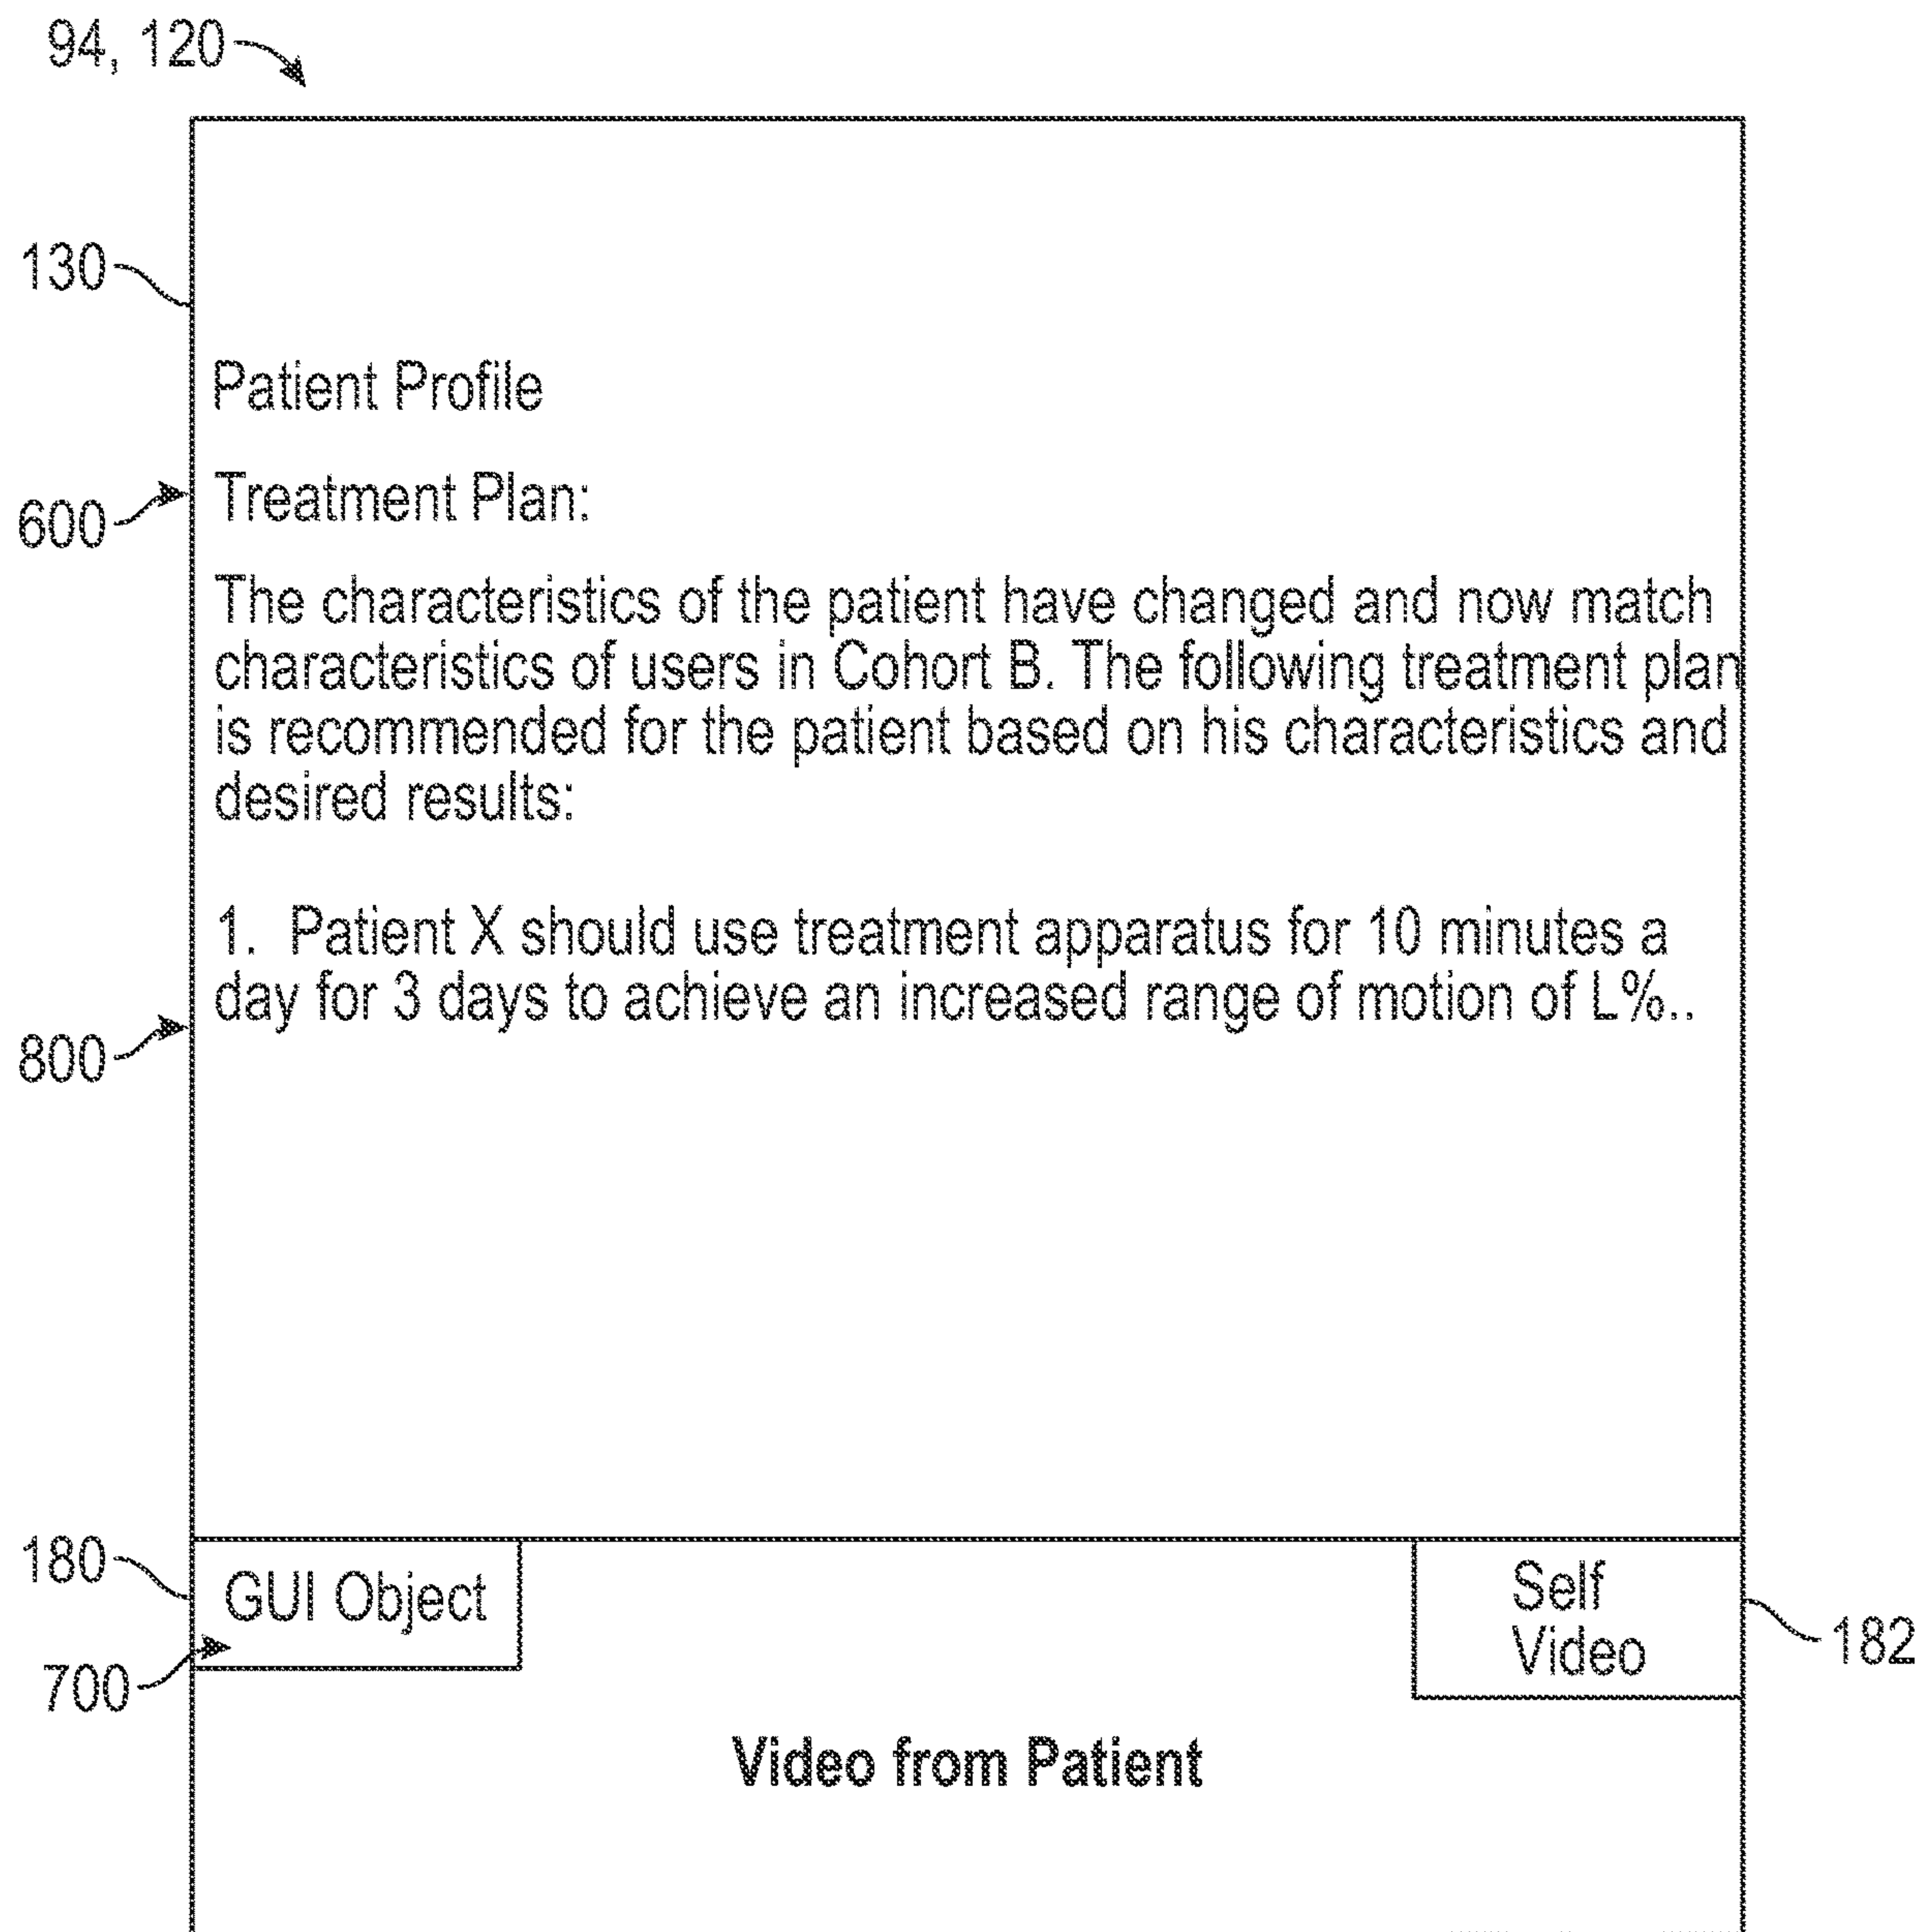 94, 120
130
Patient Profile
600
Treatment Plan:
The characteristics of the patient have changed and now match
characteristics of users in Cohort B. The following treatment plan
is recommended for the patient based on his characteristics and
desired results:
1. Patient X should use treatment apparatus for 10 minutes a
day for 3 days to achieve an increased range of motion of L%..
800
180
GUI Object
700
Self
Video
182
Video from Patient